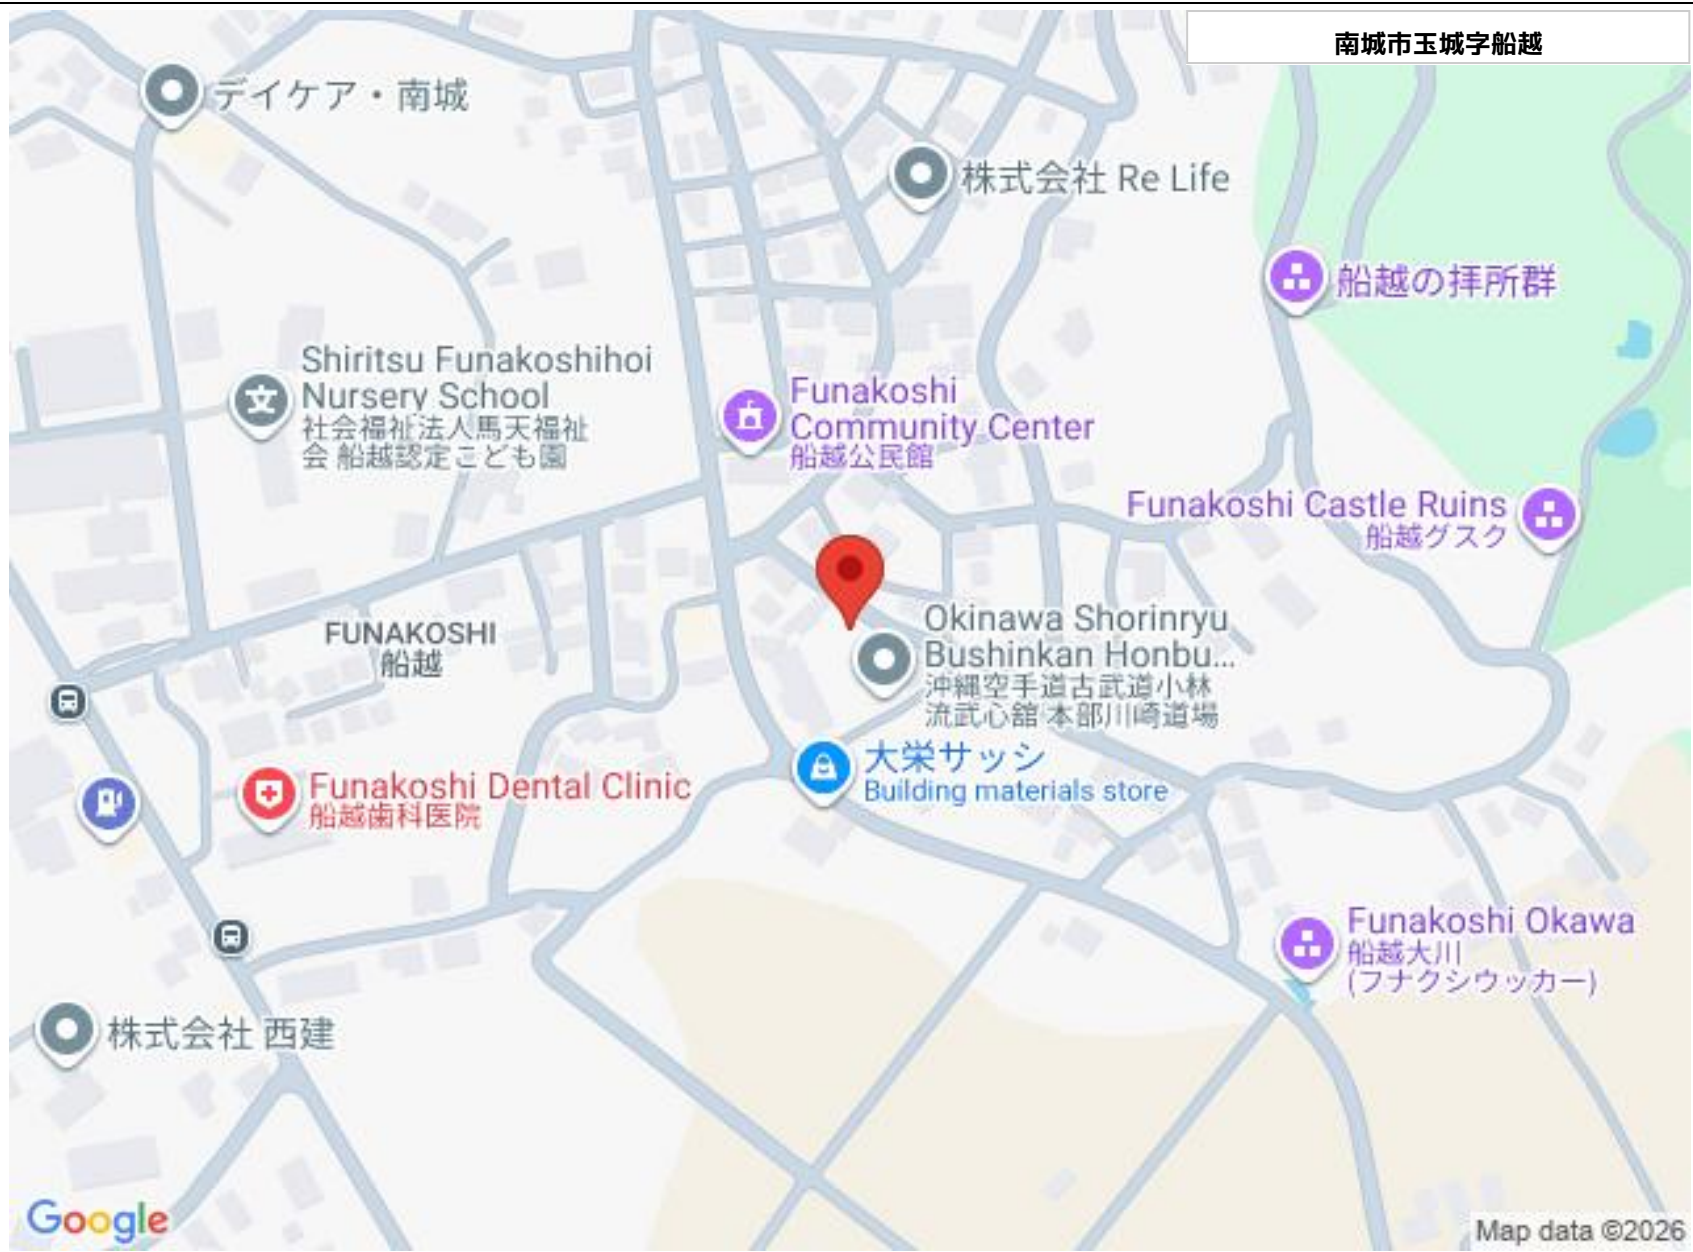 南城市玉城字船越
デイケア・南城
株式会社 Re Life
船越の拝所群
Shiritsu Funakoshihoi
Nursery School
社会福祉法人馬天福祉
会 船越認定こども園
Funakoshi
Community Center
船越公民館
Funakoshi Castle Ruins
船越グスク
FUNAKOSHI
船越
Okinawa Shorinryu
Bushinkan Honbu...
沖縄空手道古武道小林
流武心舘 本部川崎道場
大栄サッシ
Building materials store
Funakoshi Dental Clinic
船越歯科医院
Funakoshi Okawa
船越大川
(フナクシウッカー)
株式会社 西建
Google
Map data ©2026